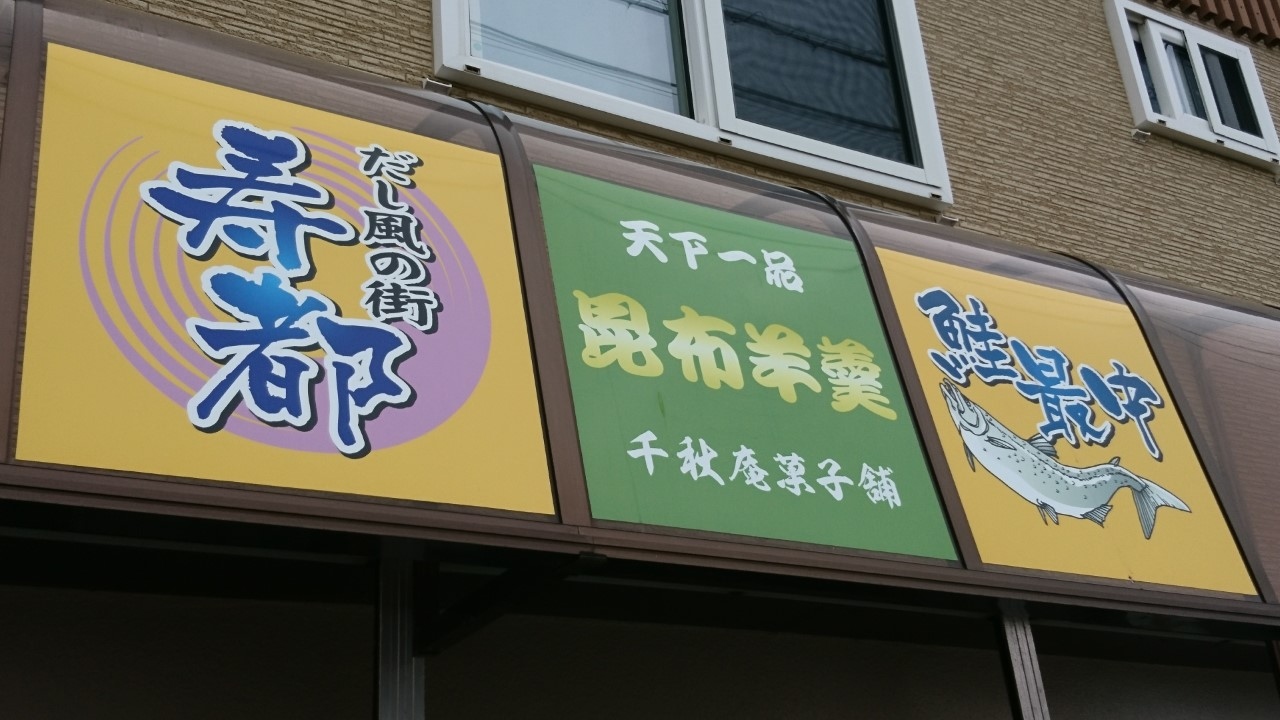 だし風の街
寿都
天下一品
昆布羊羹
千秋庵菓子舗
鮭最中